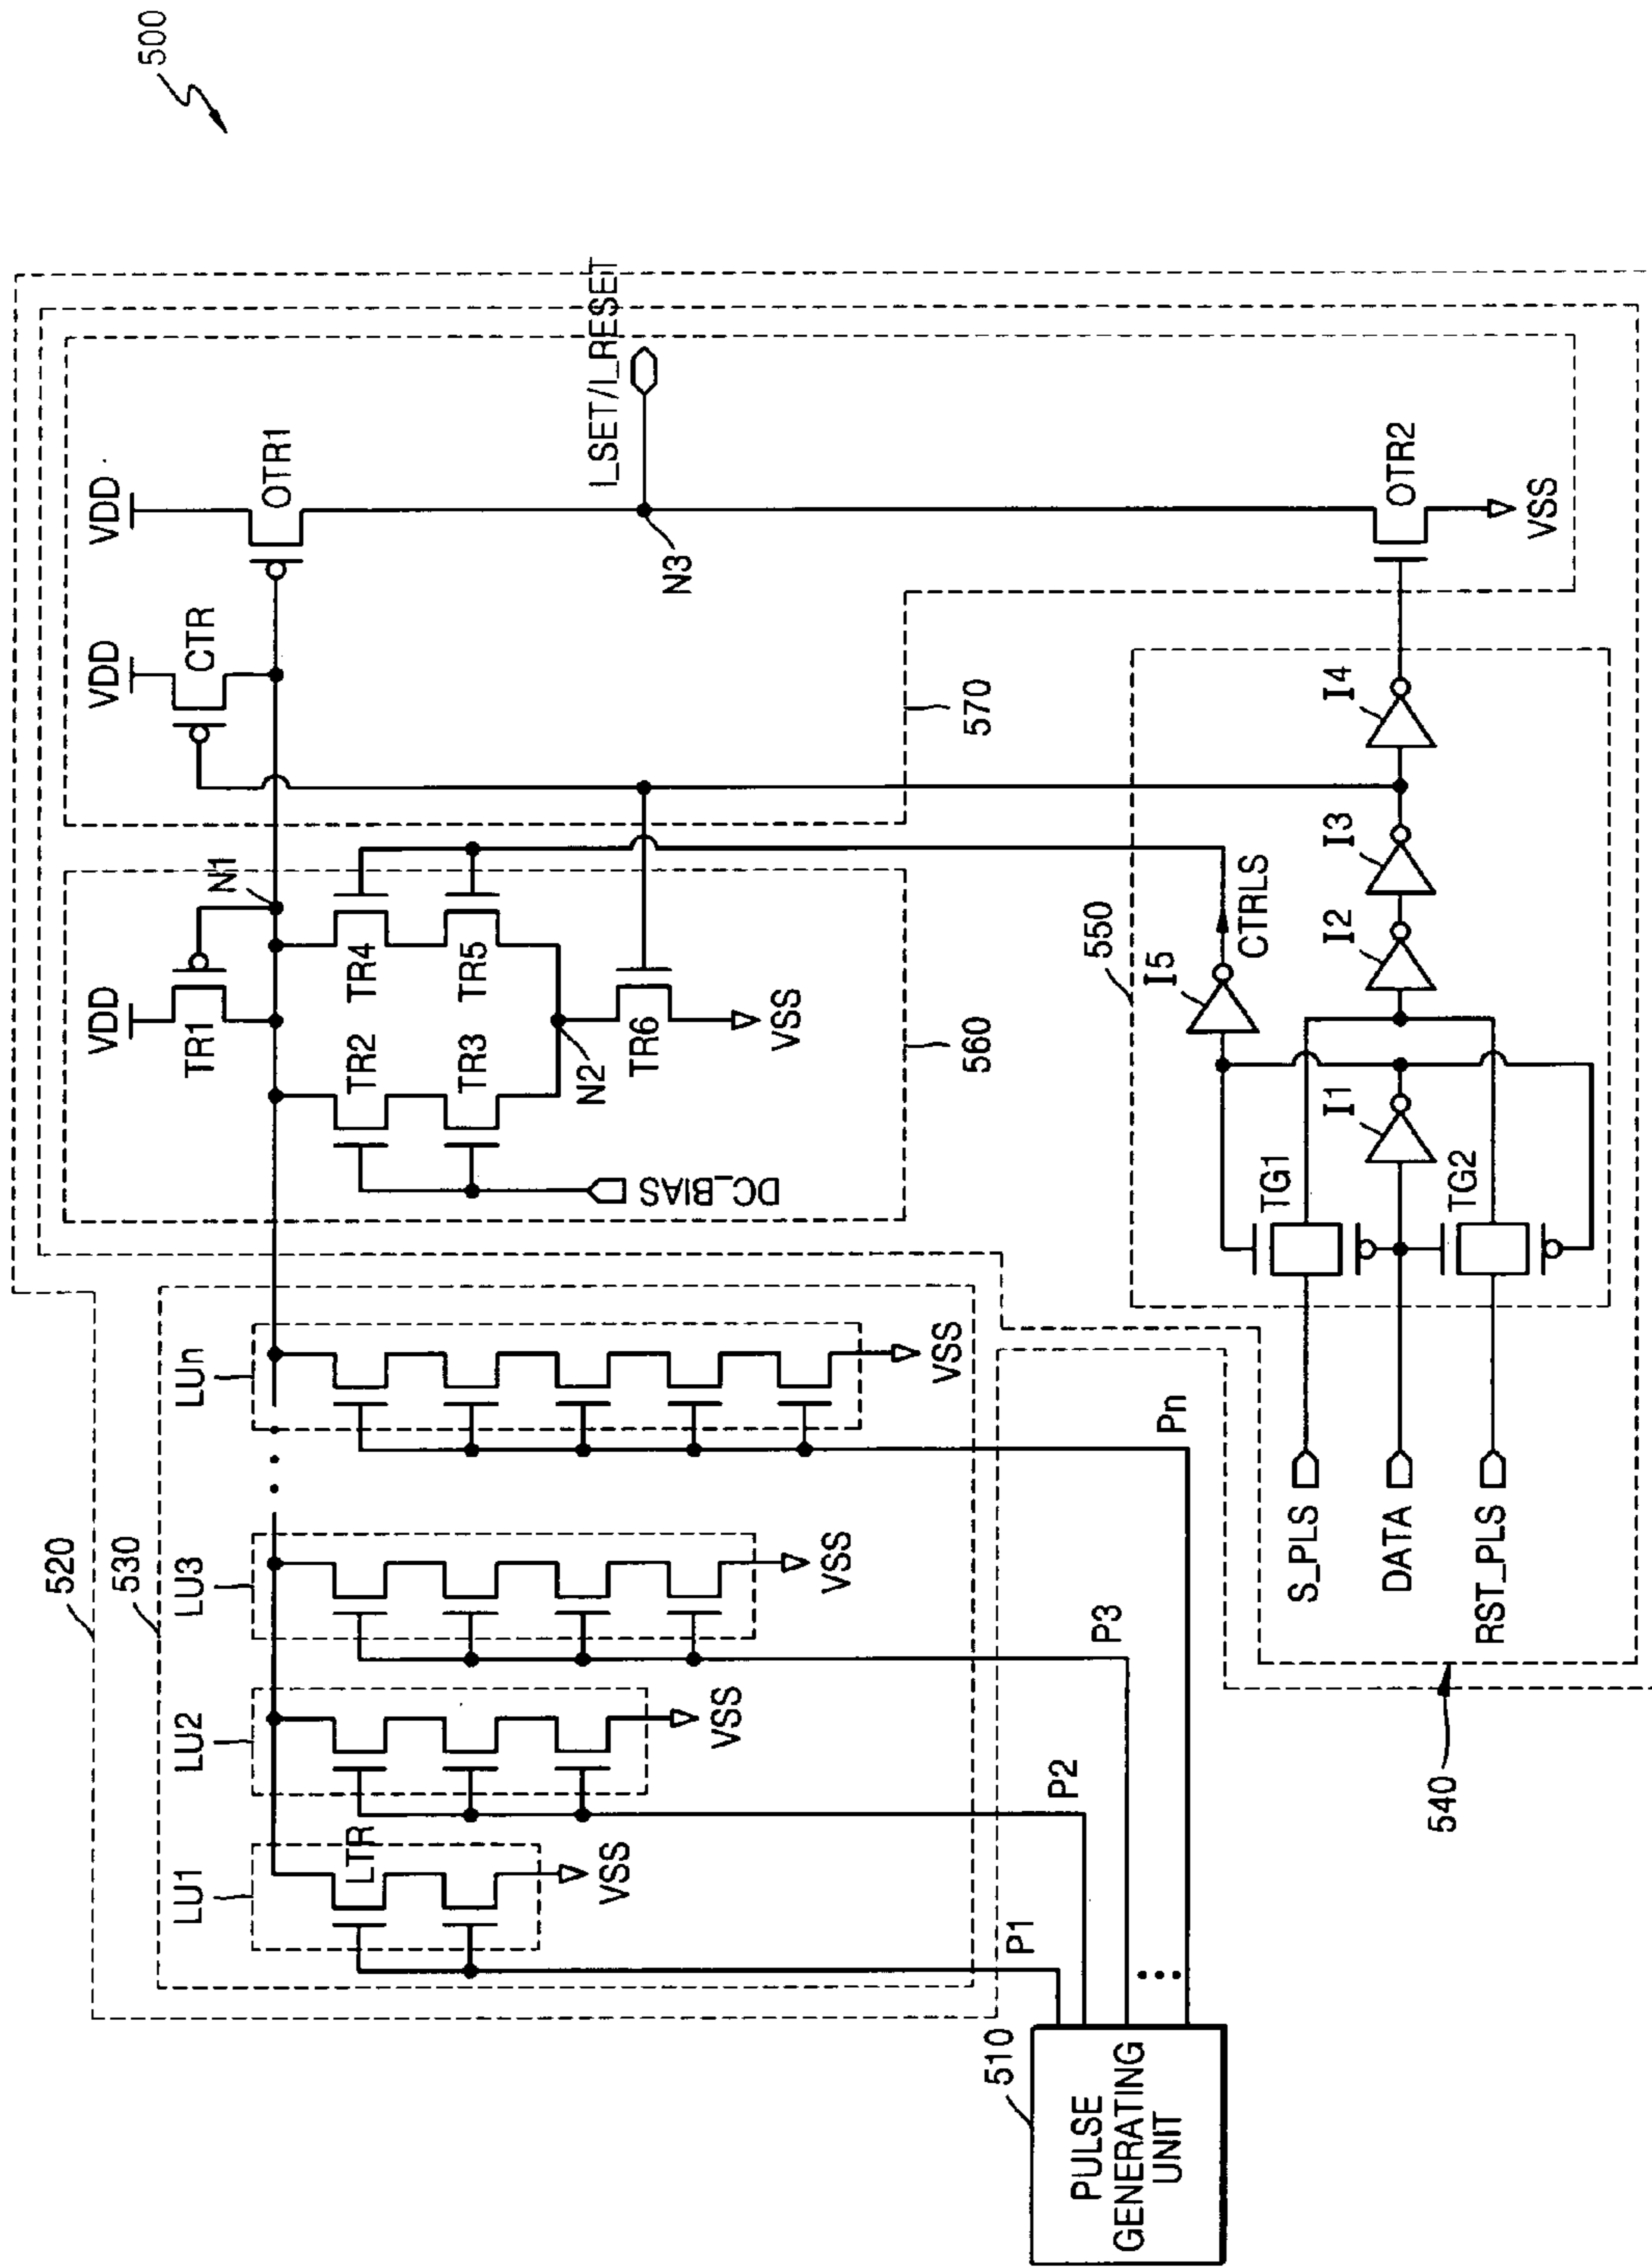 500
520
530
LU1
LU2
LU3
LUn
LTR
VSS
VSS
VSS
VSS
P1
P2
P3
Pn
510
PULSE
GENERATING
UNIT
VDD
TR1
N1
TR2
TR3
TR4
TR5
N2
TR6
VSS
DC_BIAS
560
VDD
CTR
VDD
OTR1
I_SET/I_RESET
N3
570
OTR2
VSS
550
I5
CTRLS
TG1
I1
TG2
I2
I3
I4
S_PLS
DATA
RST_PLS
540